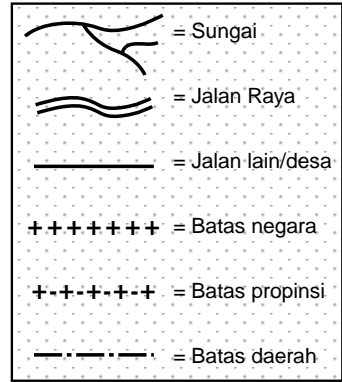 = Sungai
= Jalan Raya
= Jalan lain/desa
+++++++ = Batas negara
+-+-+-+-+ = Batas propinsi
= Batas daerah